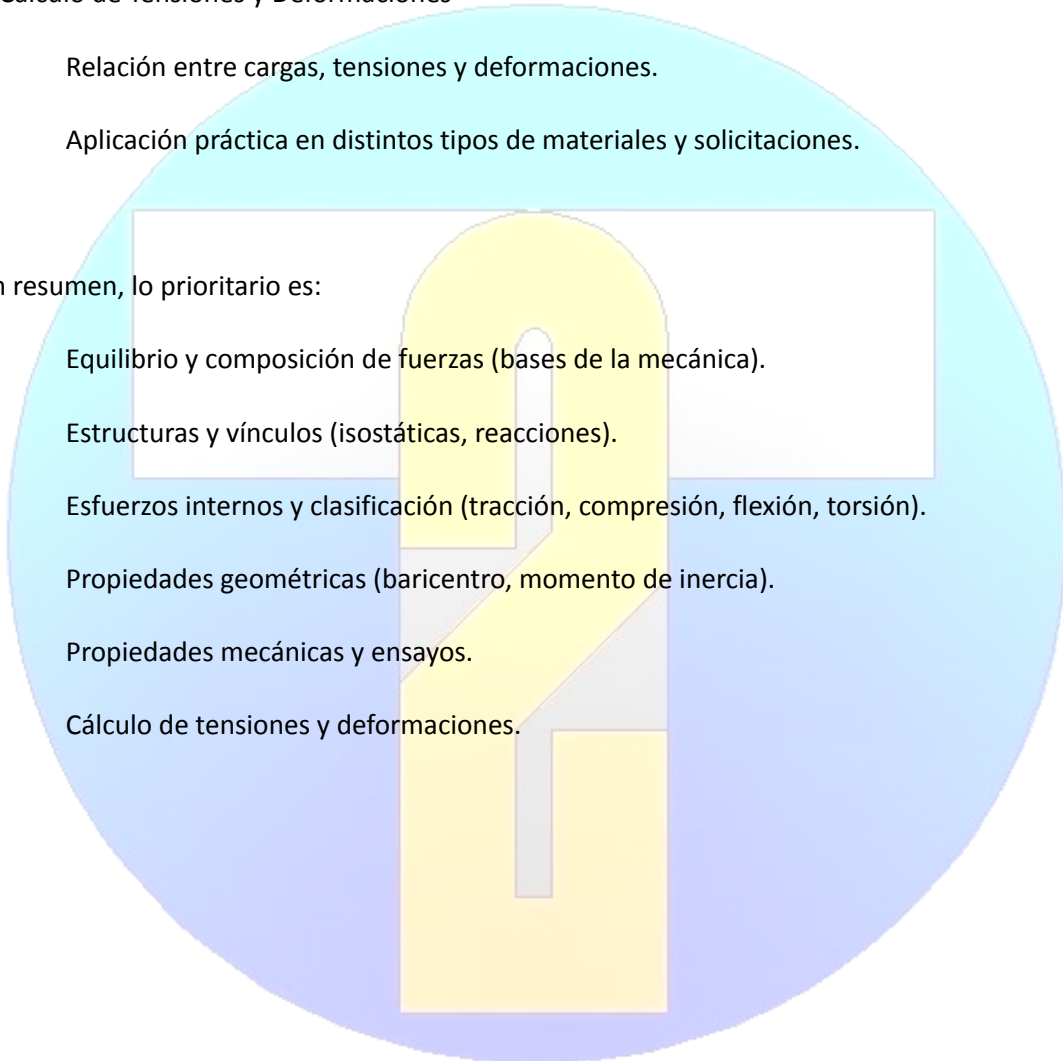 Cálculo de Tensiones y Deformaciones
Relación entre cargas, tensiones y deformaciones.
Aplicación práctica en distintos tipos de materiales y solicitaciones.
n resumen, lo prioritario es:
Equilibrio y composición de fuerzas (bases de la mecánica).
Estructuras y vínculos (isostáticas, reacciones).
Esfuerzos internos y clasificación (tracción, compresión, flexión, torsión).
Propiedades geométricas (baricentro, momento de inercia).
Propiedades mecánicas y ensayos.
Cálculo de tensiones y deformaciones.